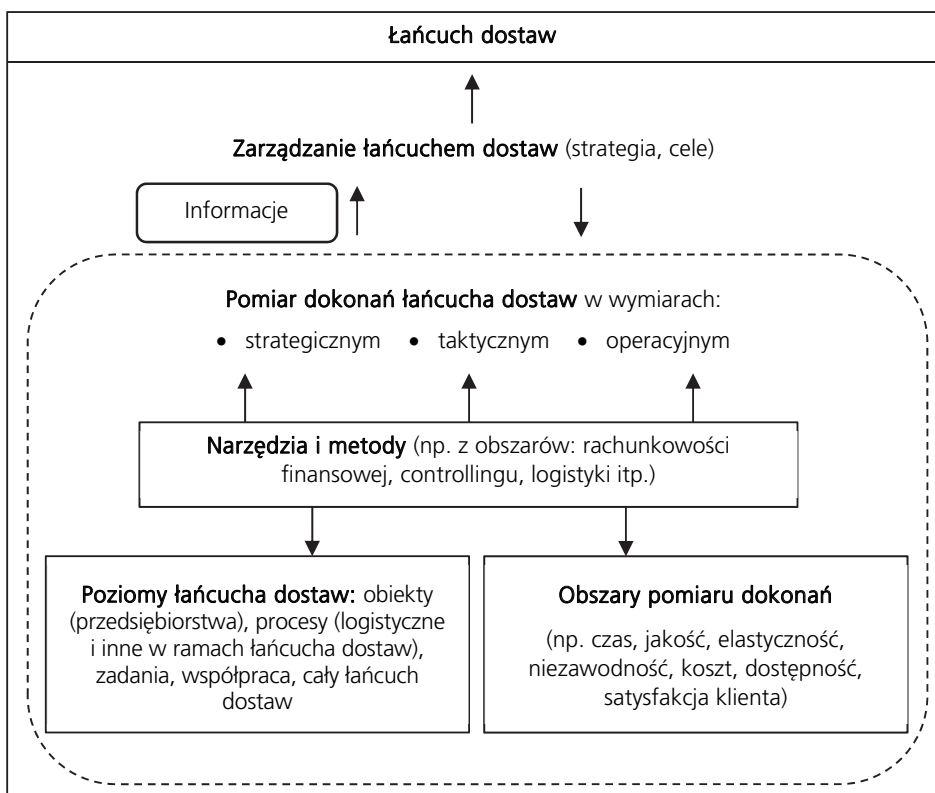 Łańcuch dostaw
Zarządzanie łańcuchem dostaw (strategia, cele)
Informacje
Pomiar dokonań łańcucha dostaw w wymiarach:
• strategicznym • taktycznym • operacyjnym
Narzędzia i metody (np. z obszarów: rachunkowości
finansowej, controllingu, logistyki itp.)
Poziomy łańcucha dostaw: obiekty
(przedsiębiorstwa), procesy (logistyczne
i inne w ramach łańcucha dostaw),
zadania, współpraca, cały łańcuch
dostaw
Obszary pomiaru dokonań
(np. czas, jakość, elastyczność,
niezawodność, koszt, dostępność,
satysfakcja klienta)